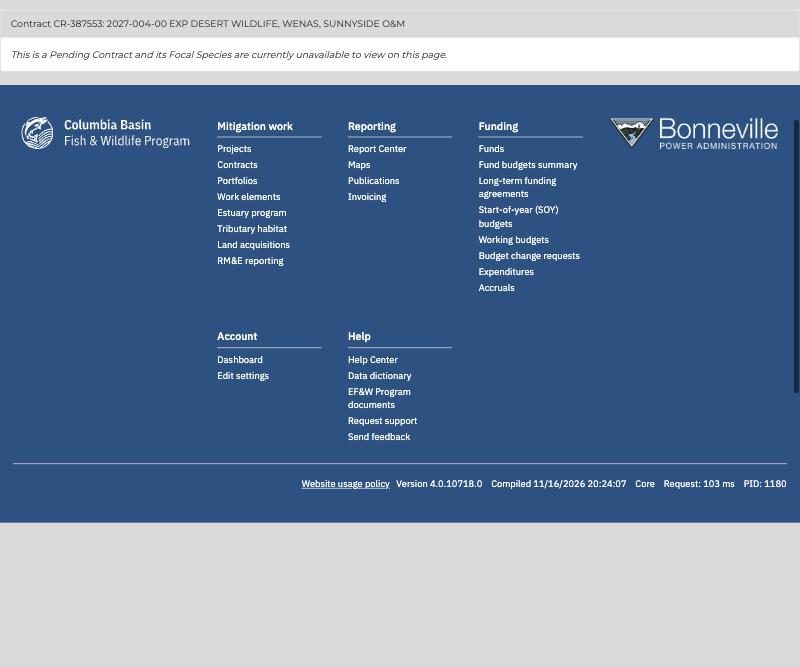 Contract CR-387553: 2027-004-00 EXP DESERT WILDLIFE, WENAS, SUNNYSIDE O&M
This is a Pending Contract and its Focal Species are currently unavailable to view on this page.
Columbia Basin
Fish & Wildlife Program
Mitigation work
Projects
Contracts
Portfolios
Work elements
Estuary program
Tributary habitat
Land acquisitions
RM&E reporting
Reporting
Report Center
Maps
Publications
Invoicing
Funding
Funds
Fund budgets summary
Long-term funding
agreements
Start-of-year (SOY)
budgets
Working budgets
Budget change requests
Expenditures
Accruals
Bonneville
POWER ADMINISTRATION
Account
Dashboard
Edit settings
Help
Help Center
Data dictionary
EF&W Program
documents
Request support
Send feedback
Website usage policy Version 4.0.10718.0 Compiled 11/16/2026 20:24:07 Core Request: 103 ms PID: 1180